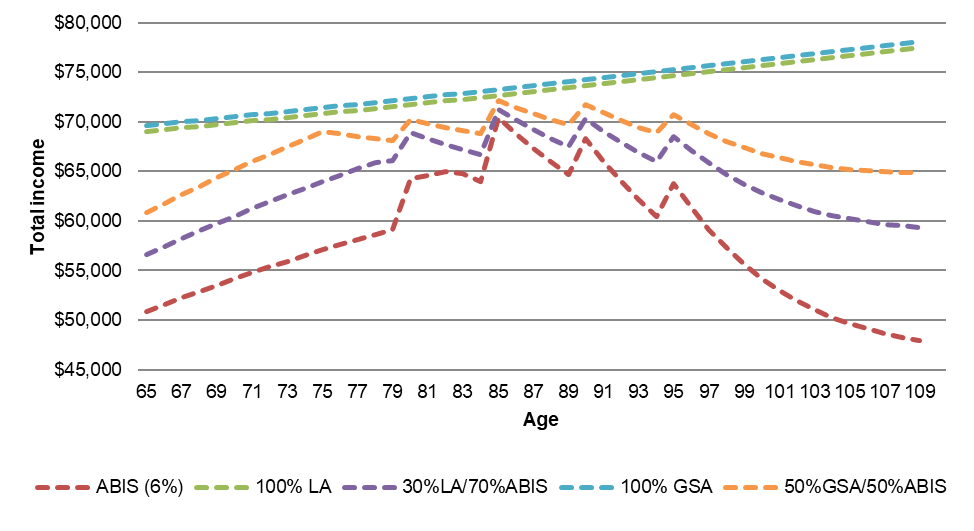 $80,000
$75,000
$70,000
$65,000
$60,000
$55,000
$50,000
$45,000
Total income
65 67 69 71 73 75 77 79 81 83 85 87 89 91 93 95 97 99 101 103 105 107 109
Age
ABIS (6%) 100% LA 30%LA/70%ABIS 100% GSA 50%GSA/50%ABIS